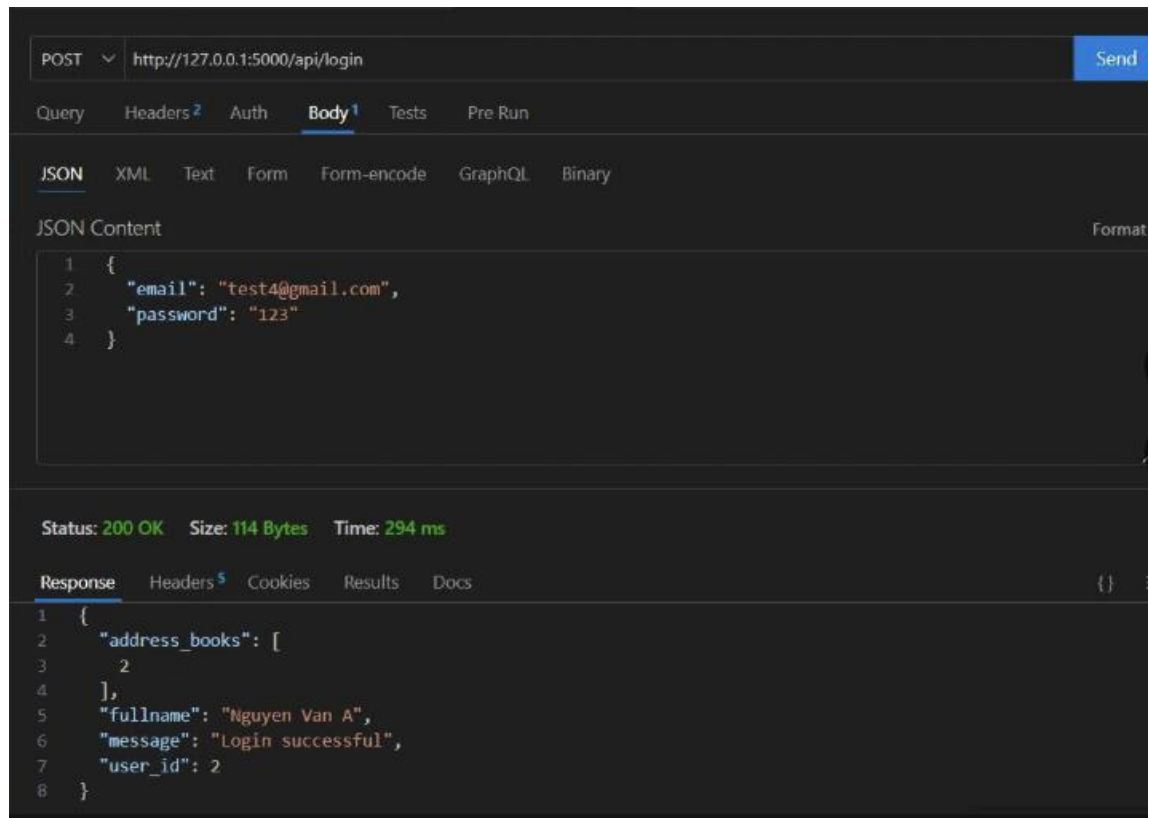 POST http://127.0.0.1:5000/api/login Send
Query Headers 2 Auth Body 1 Tests Pre Run
JSON XML Text Form Form-encode GraphQL Binary
JSON Content Format
1 {
2 "email": "test4@gmail.com",
3 "password": "123"
4 }
Status: 200 OK Size: 114 Bytes Time: 294 ms
Response Headers 5 Cookies Results Docs {}
1 {
2 "address_books": [
3 2
4 ],
5 "fullname": "Nguyen Van A",
6 "message": "Login successful",
7 "user_id": 2
8 }